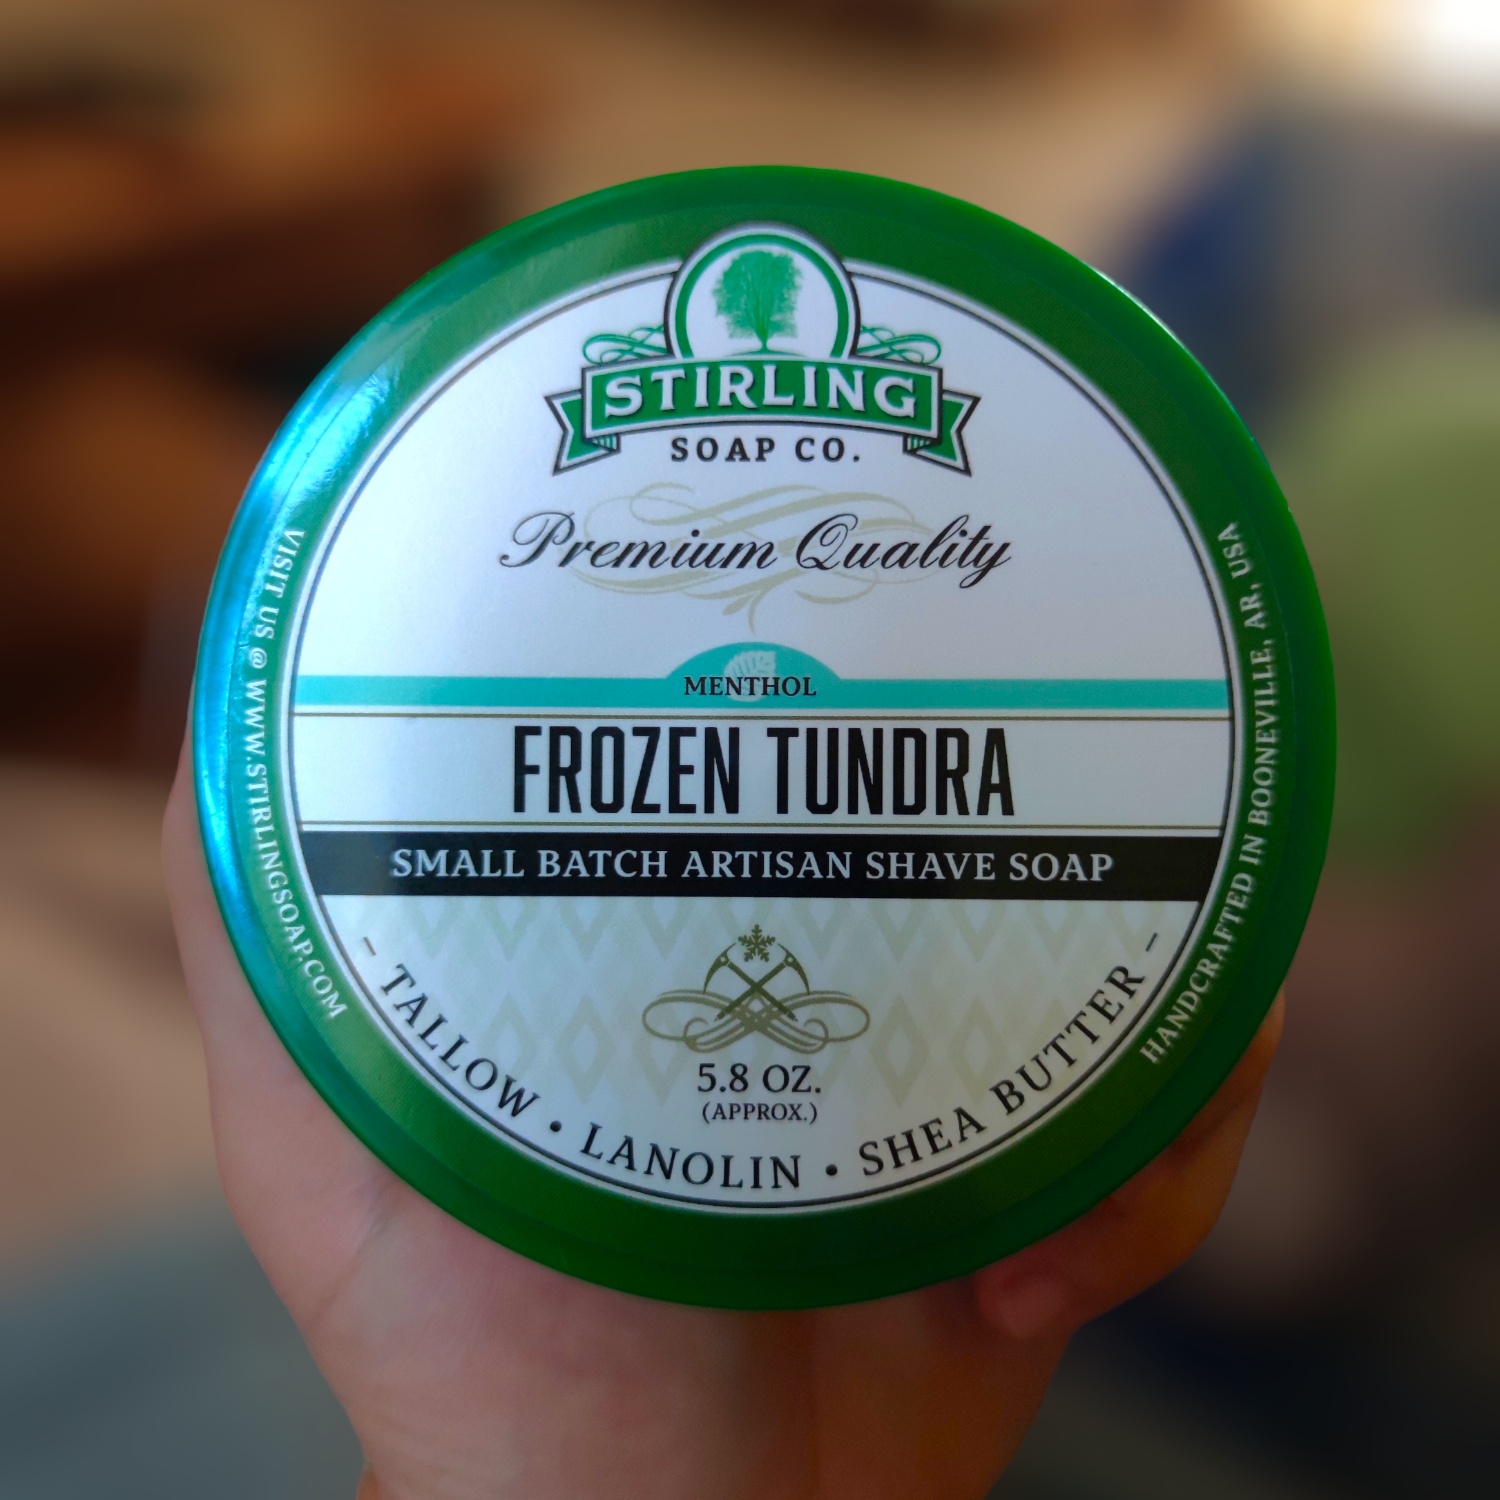 STIRLING
SOAP CO.
Premium Quality
MENTHOL
FROZEN TUNDRA
SMALL BATCH ARTISAN SHAVE SOAP
5.8 OZ.
(APPROX.)
- TALLOW • LANOLIN • SHEA BUTTER -
VISIT US @ WWW.STIRLINGSOAP.COM
HANDCRAFTED IN BOONEVILLE, AR, USA